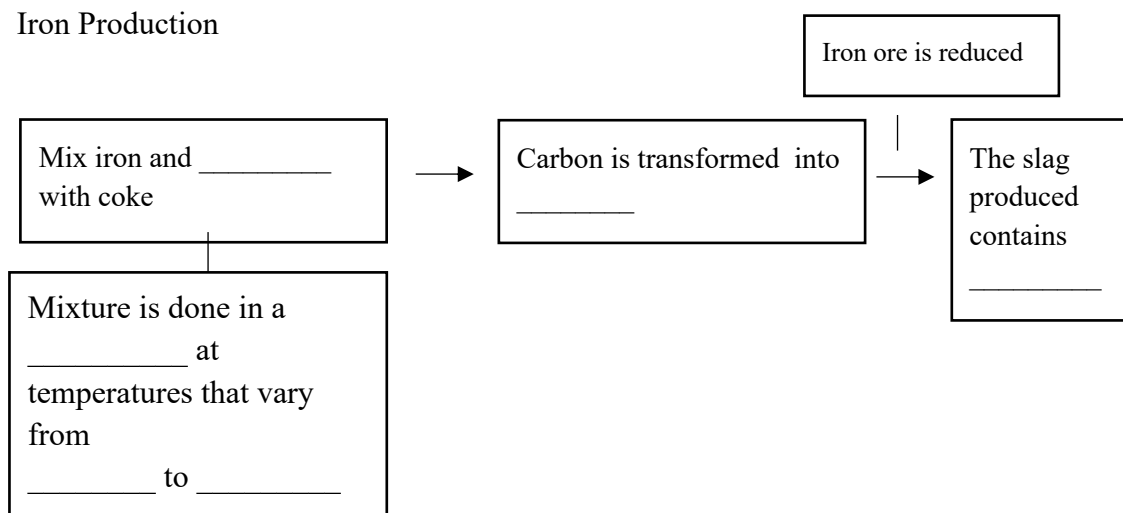 Iron Production
Iron ore is reduced
Mix iron and _________
with coke
Carbon is transformed  into
________
The slag
produced
contains
_________
Mixture is done in a
__________ at
temperatures that vary
from
________ to _________